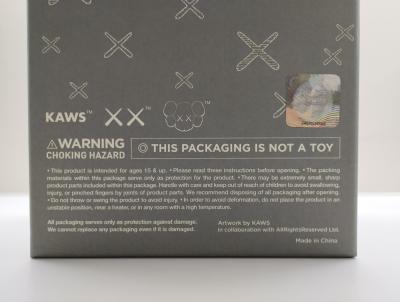 KAWS™ XX™ ™
⚠WARNING
CHOKING HAZARD
THIS PACKAGING IS NOT A TOY
• This product is intended for ages 15 & up. • Please read these instructions before opening. • The packing
materials within this package serve only as protection for the product. • There may be extremely small, sharp
product parts included within this package. Handle with care and keep out of reach of children to avoid swallowing,
injury, or pinched fingers by joints of product parts. We recommend disposing of all packaging after opening.
• Do not throw or swing the product to avoid injury. • In order to avoid deformation, do not place the product in an
unstable position, near a heater, or in any room with a high temperature.
All packaging serves only as protection against damage.
We cannot replace any packaging even if it gets damaged.
Artwork by KAWS
In collaboration with AllRightsReserved Ltd.
Made in China